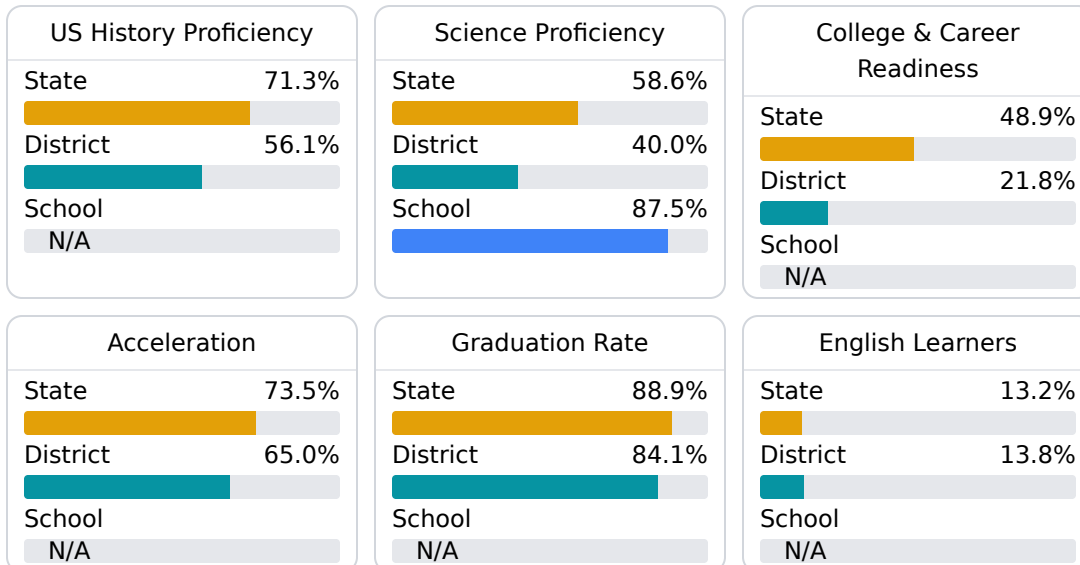 US History Proficiency
State 71.3%
District 56.1%
School
N/A
Science Proficiency
State 58.6%
District 40.0%
School 87.5%
College & Career
Readiness
State 48.9%
District 21.8%
School
N/A
Acceleration
State 73.5%
District 65.0%
School
N/A
Graduation Rate
State 88.9%
District 84.1%
School
N/A
English Learners
State 13.2%
District 13.8%
School
N/A